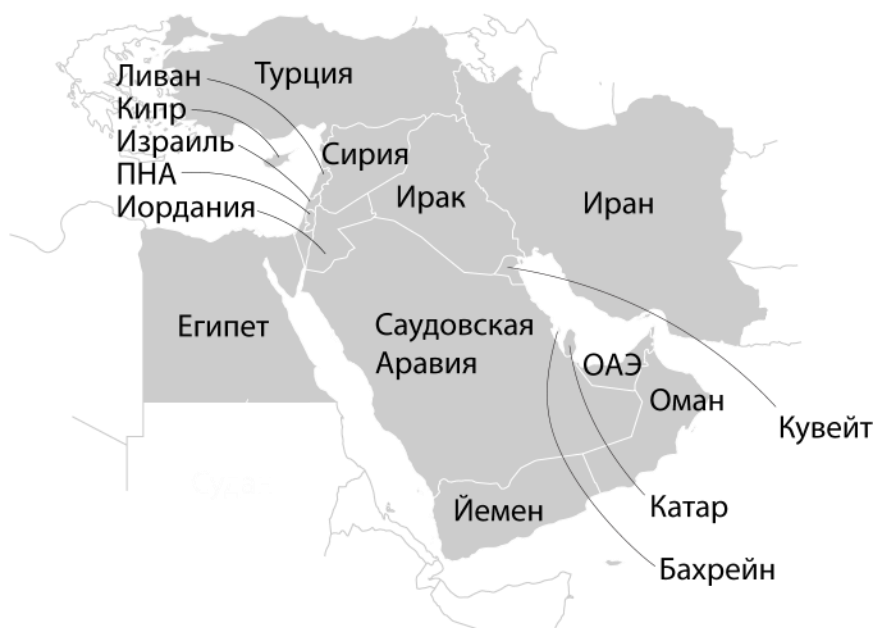 Ливан
Турция
Кипр
Израиль
Сирия
ПНА
Иордания
Ирак
Иран
Египет
Саудовская
Аравия
ОАЭ
Оман
Кувейт
Йемен
Катар
Бахрейн